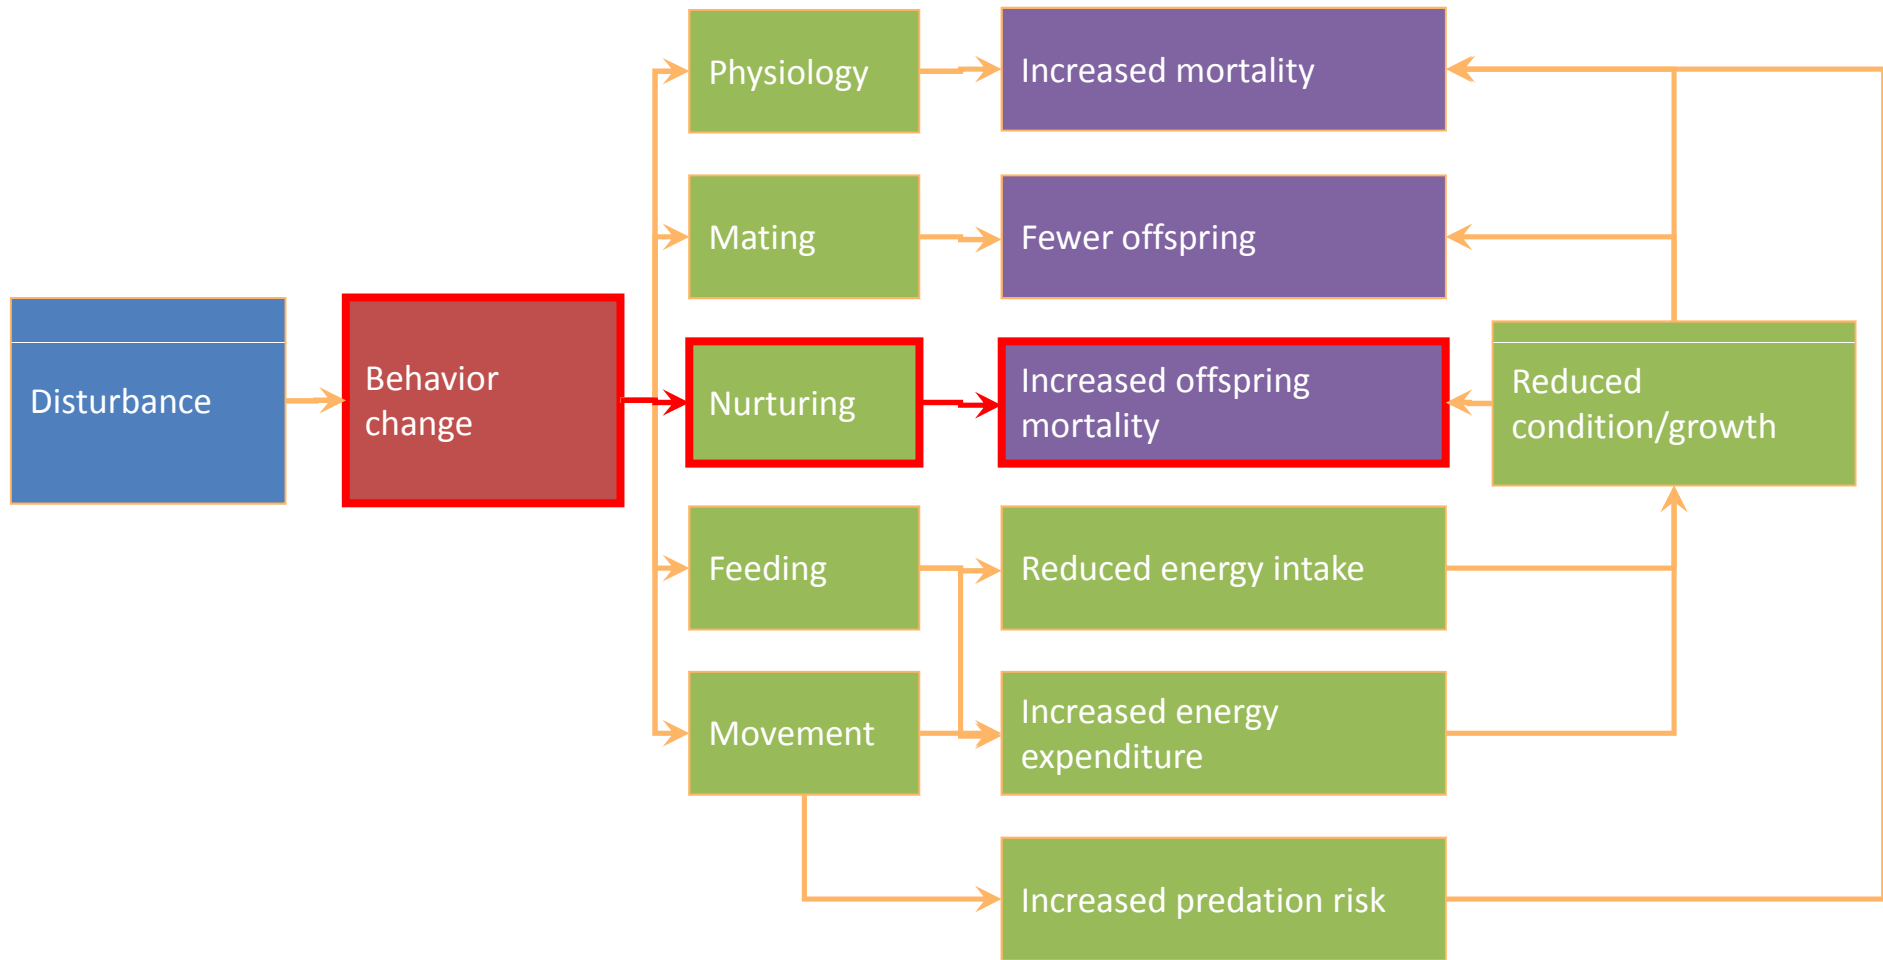 Physiology
Increased mortality
Mating
Fewer offspring
Disturbance
Behavior
change
Nurturing
Increased offspring
mortality
Reduced
condition/growth
Feeding
Reduced energy intake
Movement
Increased energy
expenditure
Increased predation risk